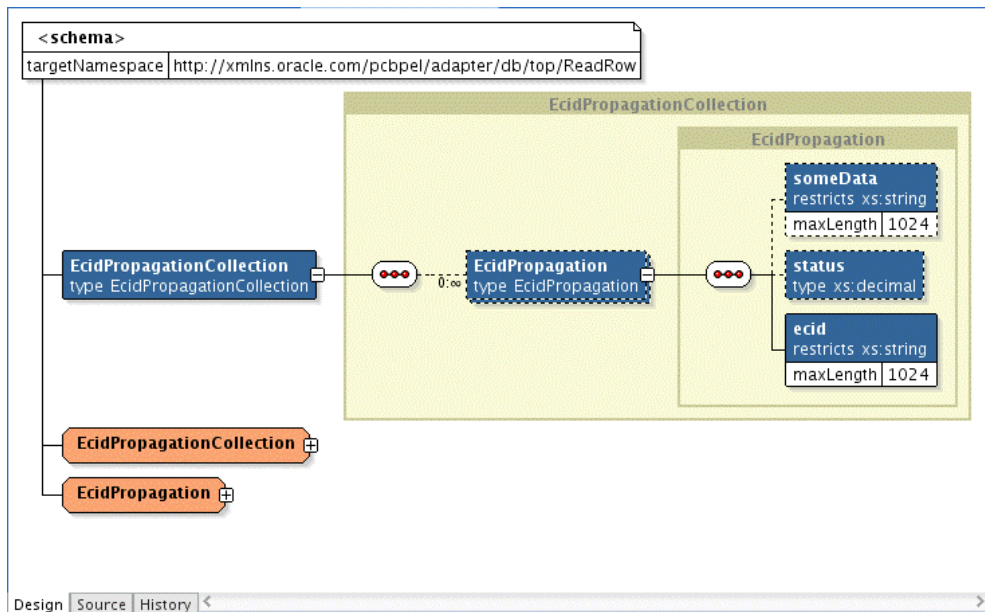 <schema>
targetNamespace http://xmlns.oracle.com/pcbpel/adapter/db/top/ReadRow
EcidPropagationCollection
EcidPropagation
someData
restricts xs:string
maxLength 1024
EcidPropagationCollection
type EcidPropagationCollection
0:∞
EcidPropagation
type EcidPropagation
status
type xs:decimal
ecid
restricts xs:string
maxLength 1024
EcidPropagationCollection
EcidPropagation
Design Source History